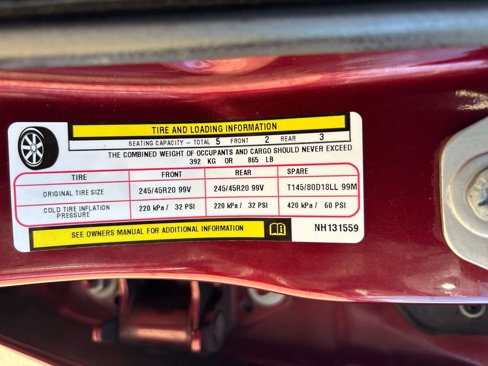 TIRE AND LOADING INFORMATION
SEATING CAPACITY - TOTAL 5 FRONT 2 REAR 3
THE COMBINED WEIGHT OF OCCUPANTS AND CARGO SHOULD NEVER EXCEED
392 KG OR 865 LB
TIRE FRONT REAR SPARE
ORIGINAL TIRE SIZE 245/45R20 99V 245/45R20 99V T145/80D18LL 99M
COLD TIRE INFLATION PRESSURE 220 kPa / 32 PSI 220 kPa / 32 PSI 420 kPa / 60 PSI
SEE OWNERS MANUAL FOR ADDITIONAL INFORMATION NH131559